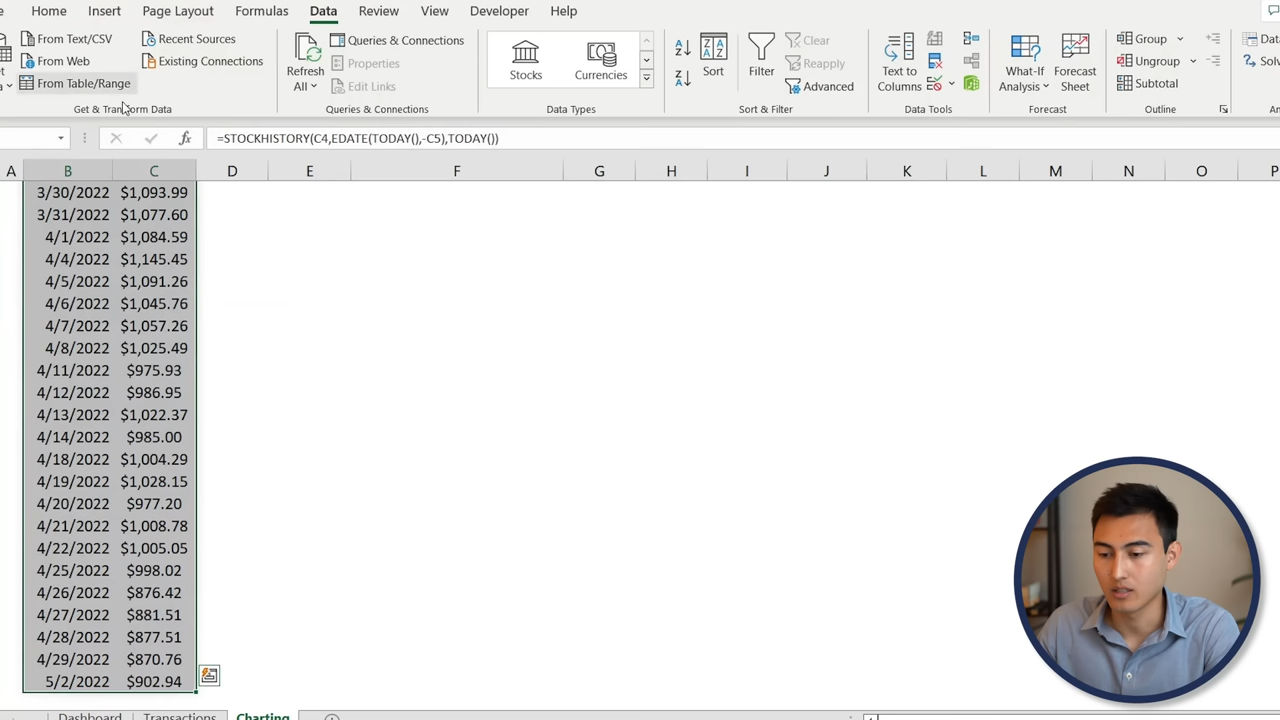 Home Insert Page Layout Formulas Data Review View Developer Help
From Text/CSV
From Web
From Table/Range
Recent Sources
Existing Connections
Get & Transform Data
Refresh
All
Queries & Connections
Properties
Edit Links
Queries & Connections
Stocks
Currencies
Data Types
Sort
Filter
Clear
Reapply
Advanced
Sort & Filter
Text to
Columns
Data Tools
What-If
Analysis
Forecast
Sheet
Forecast
Group
Ungroup
Subtotal
Outline
=STOCKHISTORY(C4,EDATE(TODAY(),-C5),TODAY())
A B C D E F G H I J K L M N O P
3/30/2022 $1,093.99
3/31/2022 $1,077.60
4/1/2022 $1,084.59
4/4/2022 $1,145.45
4/5/2022 $1,091.26
4/6/2022 $1,045.76
4/7/2022 $1,057.26
4/8/2022 $1,025.49
4/11/2022 $975.93
4/12/2022 $986.95
4/13/2022 $1,022.37
4/14/2022 $985.00
4/18/2022 $1,004.29
4/19/2022 $1,028.15
4/20/2022 $977.20
4/21/2022 $1,008.78
4/22/2022 $1,005.05
4/25/2022 $998.02
4/26/2022 $876.42
4/27/2022 $881.51
4/28/2022 $877.51
4/29/2022 $870.76
5/2/2022 $902.94
Dashboard Transactions Charting